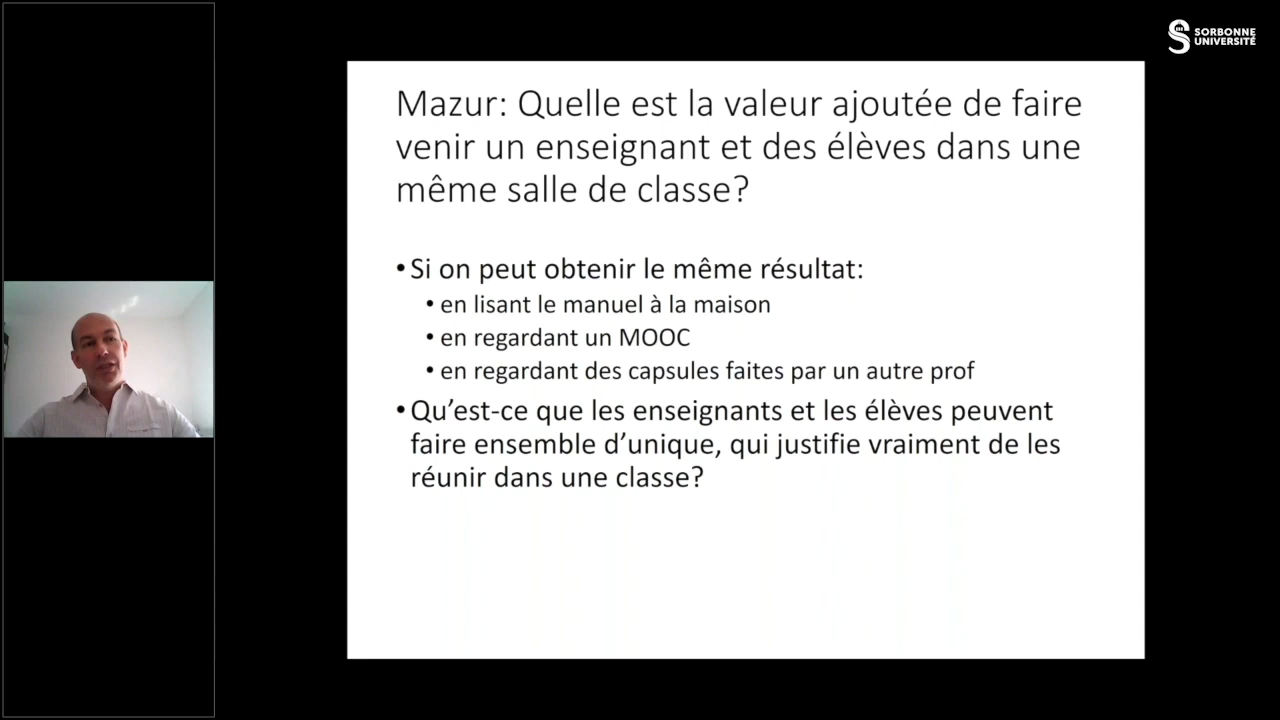 SORBONNE
UNIVERSITÉ
Mazur: Quelle est la valeur ajoutée de faire
venir un enseignant et des élèves dans une
même salle de classe?
•Si on peut obtenir le même résultat:
• en lisant le manuel à la maison
• en regardant un MOOC
• en regardant des capsules faites par un autre prof
•Qu’est-ce que les enseignants et les élèves peuvent
faire ensemble d’unique, qui justifie vraiment de les
réunir dans une classe?